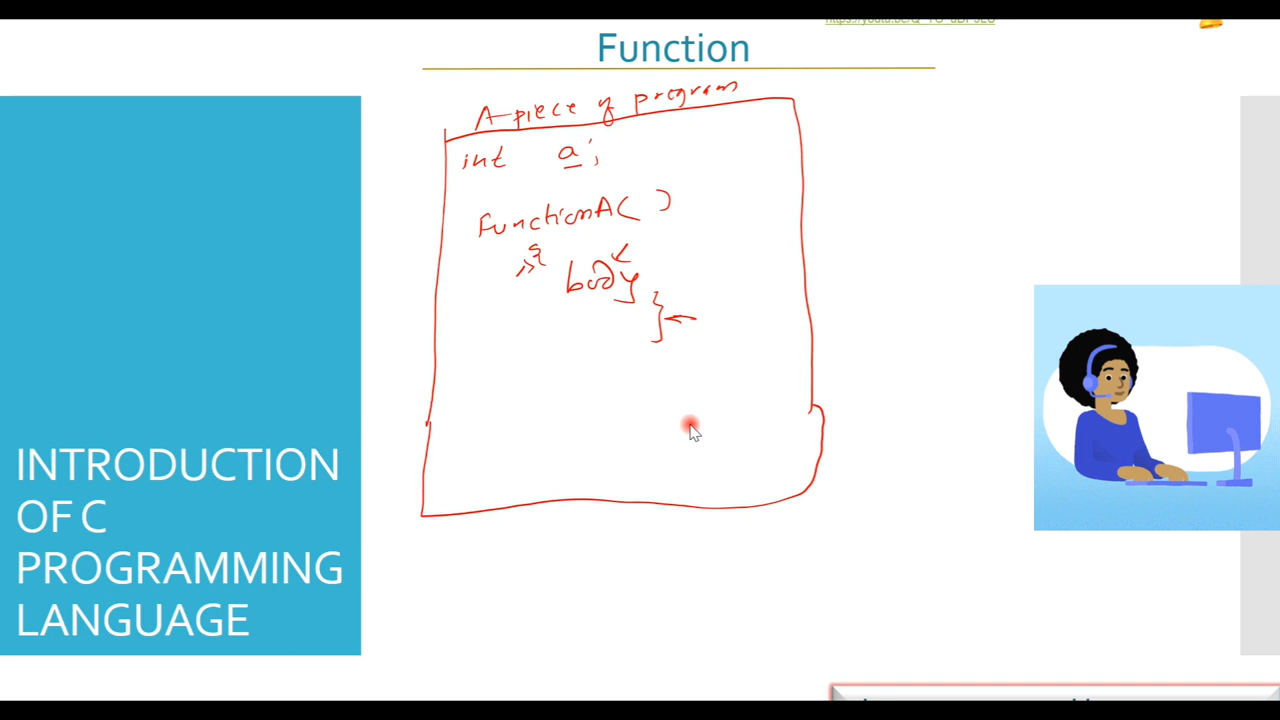 Function
A piece of program
int a;
FunctionA( )
{ body
}
INTRODUCTION
OF C
PROGRAMMING
LANGUAGE